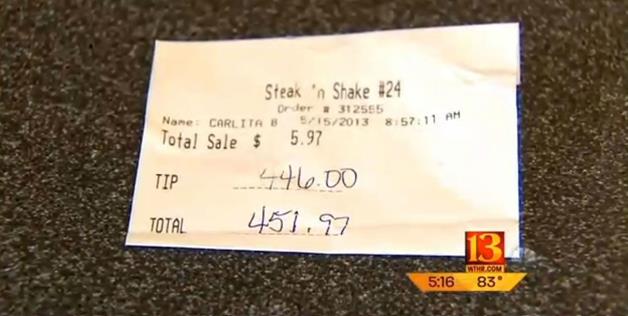 Steak 'n Shake #24
Order # 312555
Name: CARLITA B 5/15/2013 8:57:11 AM
Total Sale $ 5.97
TIP 446.00
TOTAL 451.97
13
WTHR.COM
5:16 83°